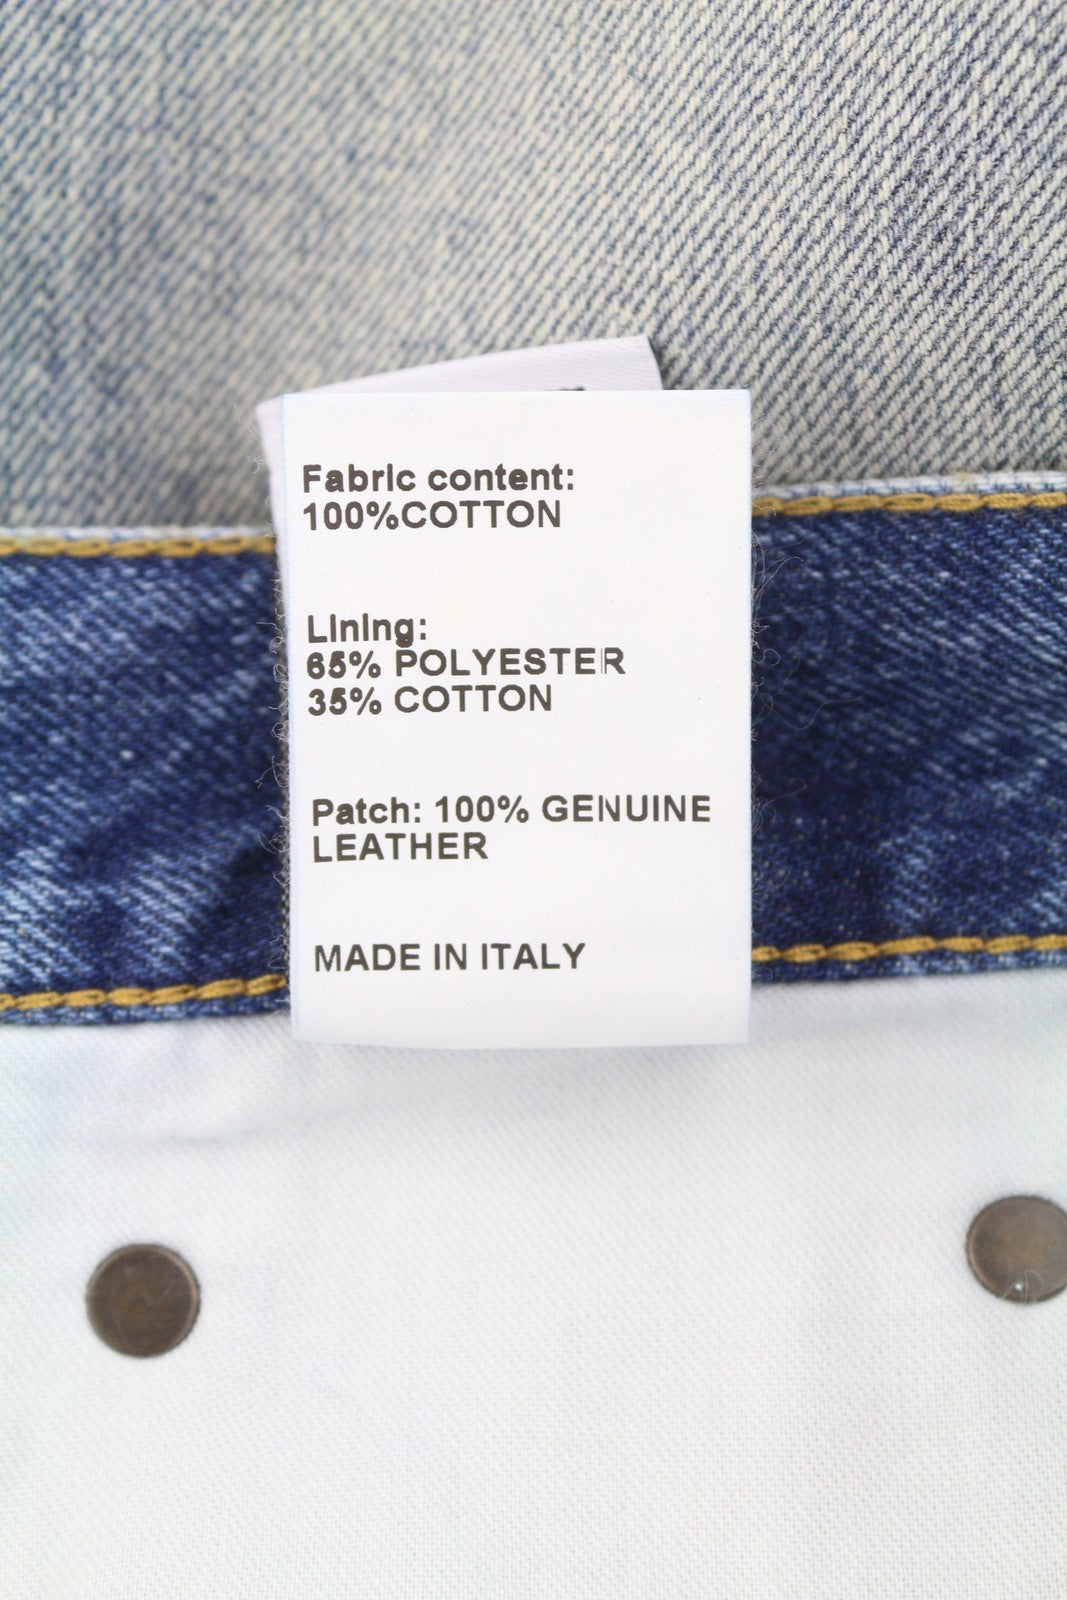 Fabric content:
100%COTTON
Lining:
65% POLYESTER
35% COTTON
Patch: 100% GENUINE
LEATHER
MADE IN ITALY